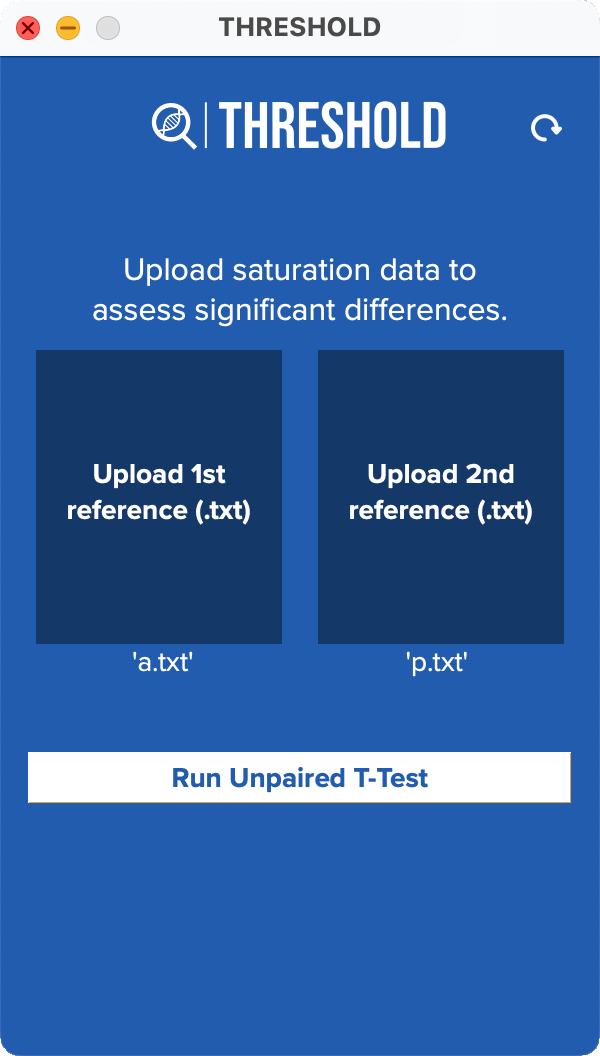 THRESHOLD
THRESHOLD
Upload saturation data to
assess significant differences.
Upload 1st
reference (.txt)
Upload 2nd
reference (.txt)
'a.txt'
'p.txt'
Run Unpaired T-Test